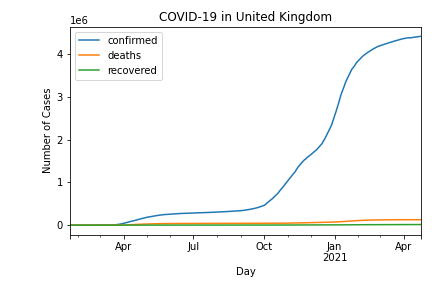 COVID-19 in United Kingdom
1e6
confirmed
deaths
recovered
Number of Cases
4
3
2
1
0
Apr
Jul
Oct
Jan
2021
Apr
Day